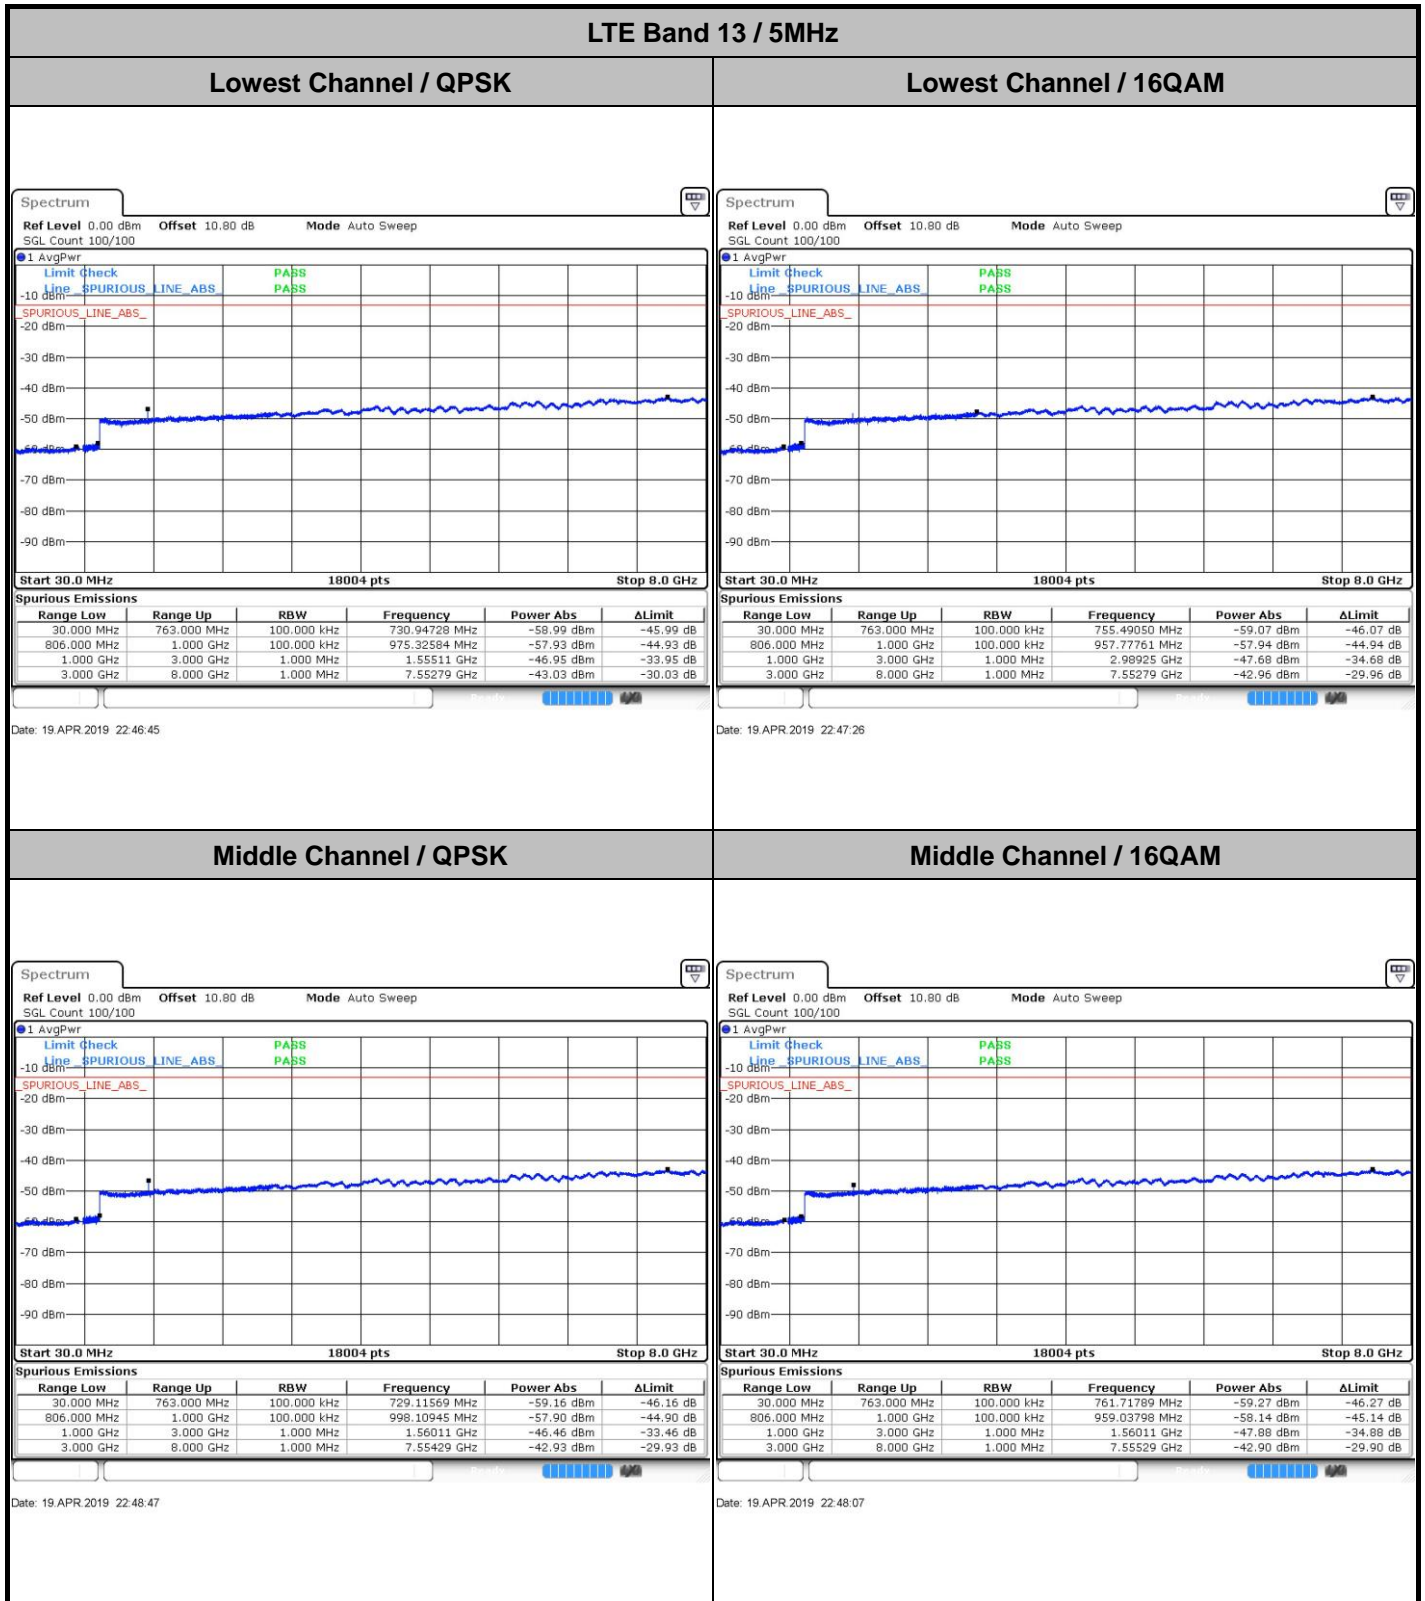 LTE Band 13 / 5MHz
Lowest Channel / QPSK
Lowest Channel / 16QAM
Spectrum
Ref Level 0.00 dBm Offset 10.80 dB Mode Auto Sweep
SGL Count 100/100
1 AvgPwr
Limit Check PASS
Line _SPURIOUS_LINE_ABS_ PASS
-10 dBm
_SPURIOUS_LINE_ABS_
-20 dBm
-30 dBm
-40 dBm
-50 dBm
-60 dBm
-70 dBm
-80 dBm
-90 dBm
Start 30.0 MHz 18004 pts Stop 8.0 GHz
Spurious Emissions
Range Low Range Up RBW Frequency Power Abs ΔLimit
30.000 MHz 763.000 MHz 100.000 kHz 730.94728 MHz -58.99 dBm -45.99 dB
806.000 MHz 1.000 GHz 100.000 kHz 975.32584 MHz -57.93 dBm -44.93 dB
1.000 GHz 3.000 GHz 1.000 MHz 1.55511 GHz -46.95 dBm -33.95 dB
3.000 GHz 8.000 GHz 1.000 MHz 7.55279 GHz -43.03 dBm -30.03 dB
Date: 19.APR.2019 22:46:45
Spectrum
Ref Level 0.00 dBm Offset 10.80 dB Mode Auto Sweep
SGL Count 100/100
1 AvgPwr
Limit Check PASS
Line _SPURIOUS_LINE_ABS_ PASS
-10 dBm
_SPURIOUS_LINE_ABS_
-20 dBm
-30 dBm
-40 dBm
-50 dBm
-60 dBm
-70 dBm
-80 dBm
-90 dBm
Start 30.0 MHz 18004 pts Stop 8.0 GHz
Spurious Emissions
Range Low Range Up RBW Frequency Power Abs ΔLimit
30.000 MHz 763.000 MHz 100.000 kHz 755.49050 MHz -59.07 dBm -46.07 dB
806.000 MHz 1.000 GHz 100.000 kHz 957.77761 MHz -57.94 dBm -44.94 dB
1.000 GHz 3.000 GHz 1.000 MHz 2.98925 GHz -47.68 dBm -34.68 dB
3.000 GHz 8.000 GHz 1.000 MHz 7.55279 GHz -42.96 dBm -29.96 dB
Date: 19.APR.2019 22:47:26
Middle Channel / QPSK
Middle Channel / 16QAM
Spectrum
Ref Level 0.00 dBm Offset 10.80 dB Mode Auto Sweep
SGL Count 100/100
1 AvgPwr
Limit Check PASS
Line _SPURIOUS_LINE_ABS_ PASS
-10 dBm
_SPURIOUS_LINE_ABS_
-20 dBm
-30 dBm
-40 dBm
-50 dBm
-60 dBm
-70 dBm
-80 dBm
-90 dBm
Start 30.0 MHz 18004 pts Stop 8.0 GHz
Spurious Emissions
Range Low Range Up RBW Frequency Power Abs ΔLimit
30.000 MHz 763.000 MHz 100.000 kHz 729.11569 MHz -59.16 dBm -46.16 dB
806.000 MHz 1.000 GHz 100.000 kHz 998.10945 MHz -57.90 dBm -44.90 dB
1.000 GHz 3.000 GHz 1.000 MHz 1.56011 GHz -46.46 dBm -33.46 dB
3.000 GHz 8.000 GHz 1.000 MHz 7.55429 GHz -42.93 dBm -29.93 dB
Date: 19.APR.2019 22:48:47
Spectrum
Ref Level 0.00 dBm Offset 10.80 dB Mode Auto Sweep
SGL Count 100/100
1 AvgPwr
Limit Check PASS
Line _SPURIOUS_LINE_ABS_ PASS
-10 dBm
_SPURIOUS_LINE_ABS_
-20 dBm
-30 dBm
-40 dBm
-50 dBm
-60 dBm
-70 dBm
-80 dBm
-90 dBm
Start 30.0 MHz 18004 pts Stop 8.0 GHz
Spurious Emissions
Range Low Range Up RBW Frequency Power Abs ΔLimit
30.000 MHz 763.000 MHz 100.000 kHz 761.71789 MHz -59.27 dBm -46.27 dB
806.000 MHz 1.000 GHz 100.000 kHz 959.03798 MHz -58.14 dBm -45.14 dB
1.000 GHz 3.000 GHz 1.000 MHz 1.56011 GHz -47.88 dBm -34.88 dB
3.000 GHz 8.000 GHz 1.000 MHz 7.55529 GHz -42.90 dBm -29.90 dB
Date: 19.APR.2019 22:48:07